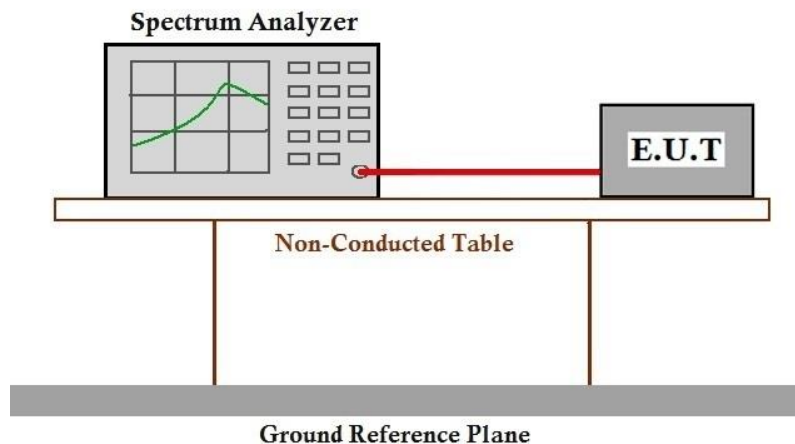 Spectrum Analyzer
E.U.T
Non-Conducted Table
Ground Reference Plane